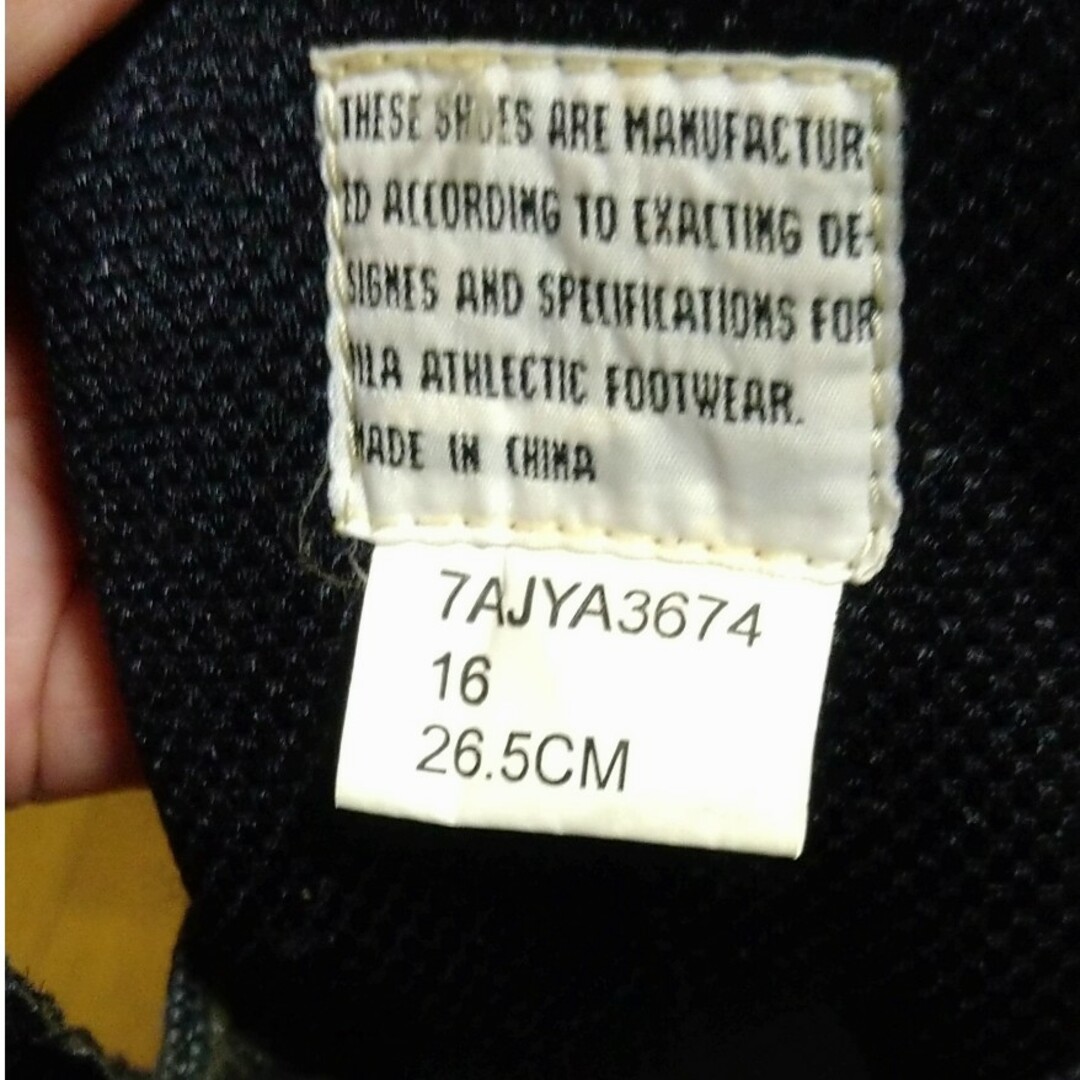 THESE SHOES ARE MANUFACTUR-
ED ACCORDING TO EXACTING DE-
SIGNES AND SPECIFICATIONS FOR
ATHLECTIC FOOTWEAR.
MADE IN CHINA
7AJYA3674
16
26.5CM